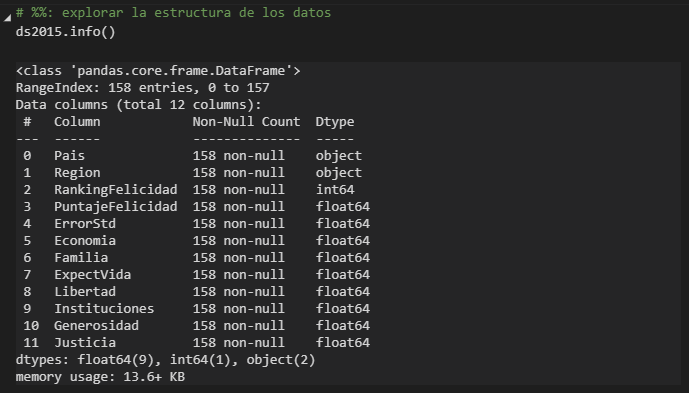 # %%: explorar la estructura de los datos
ds2015.info()
<class 'pandas.core.frame.DataFrame'>
RangeIndex: 158 entries, 0 to 157
Data columns (total 12 columns):
 #   Column            Non-Null Count  Dtype
---  ------            --------------  -----
 0   Pais              158 non-null    object
 1   Region            158 non-null    object
 2   RankingFelicidad  158 non-null    int64
 3   PuntajeFelicidad  158 non-null    float64
 4   ErrorStd          158 non-null    float64
 5   Economia          158 non-null    float64
 6   Familia           158 non-null    float64
 7   ExpectVida        158 non-null    float64
 8   Libertad          158 non-null    float64
 9   Instituciones     158 non-null    float64
 10  Generosidad       158 non-null    float64
 11  Justicia          158 non-null    float64
dtypes: float64(9), int64(1), object(2)
memory usage: 13.6+ KB